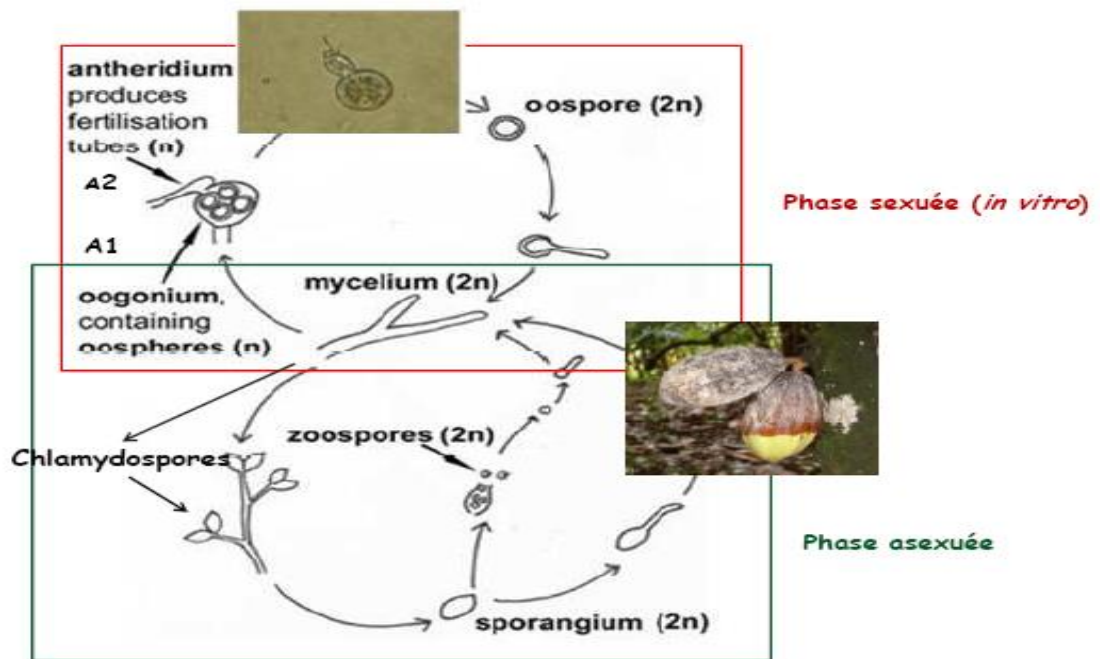 antheridium
produces
fertilisation
tubes (n)
oospore (2n)
A2
Phase sexuée (in vitro)
A1
mycelium (2n)
oogonium,
containing
oospheres (n)
zoospores (2n)
Chlamydospores
Phase asexuée
sporangium (2n)